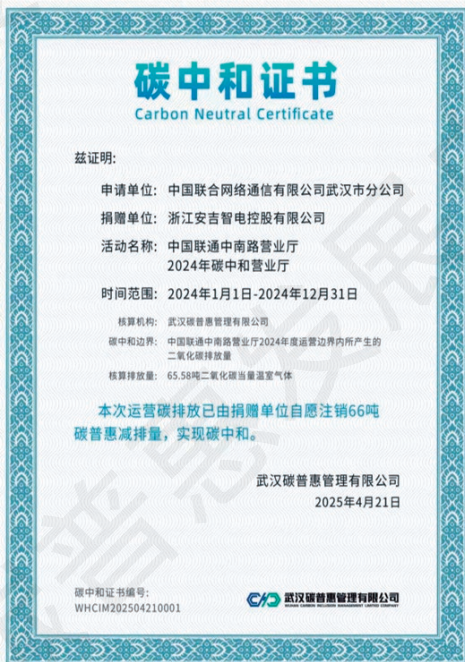 碳中和证书
Carbon Neutral Certificate
兹证明:
申请单位: 中国联合网络通信有限公司武汉市分公司
捐赠单位: 浙江安吉智电控股有限公司
活动名称: 中国联通中南路营业厅
2024年碳中和营业厅
时间范围: 2024年1月1日-2024年12月31日
核算机构: 武汉碳普惠管理有限公司
碳中和边界: 中国联通中南路营业厅2024年度运营边界内所产生的
二氧化碳排放量
核算排放量: 65.58吨二氧化碳当量温室气体
本次运营碳排放已由捐赠单位自愿注销66吨
碳普惠减排量，实现碳中和。
武汉碳普惠管理有限公司
2025年4月21日
碳中和证书编号:
WHCIM202504210001
武汉碳普惠管理有限公司
WUHAN CARBON INCLUSION MANAGEMENT LIMITED COMPANY
碳普惠发展